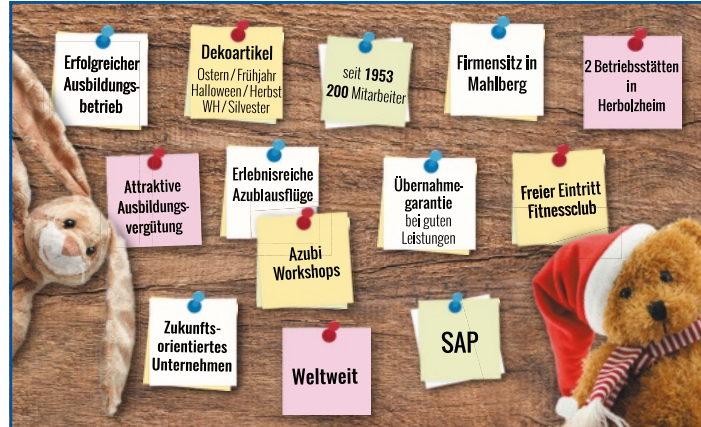 Erfolgreicher
Ausbildungs-
betrieb
Dekoartikel
Ostern / Frühjahr
Halloween / Herbst
WH / Silvester
seit 1953
200 Mitarbeiter
Firmensitz in
Mahlberg
2 Betriebsstätten
in
Herbolzheim
Attraktive
Ausbildungs-
vergütung
Erlebnisreiche
Azubiausflüge
Azubi
Workshops
Übernahme-
garantie
bei guten
Leistungen
Freier Eintritt
Fitnessclub
Zukunfts-
orientiertes
Unternehmen
Weltweit
SAP